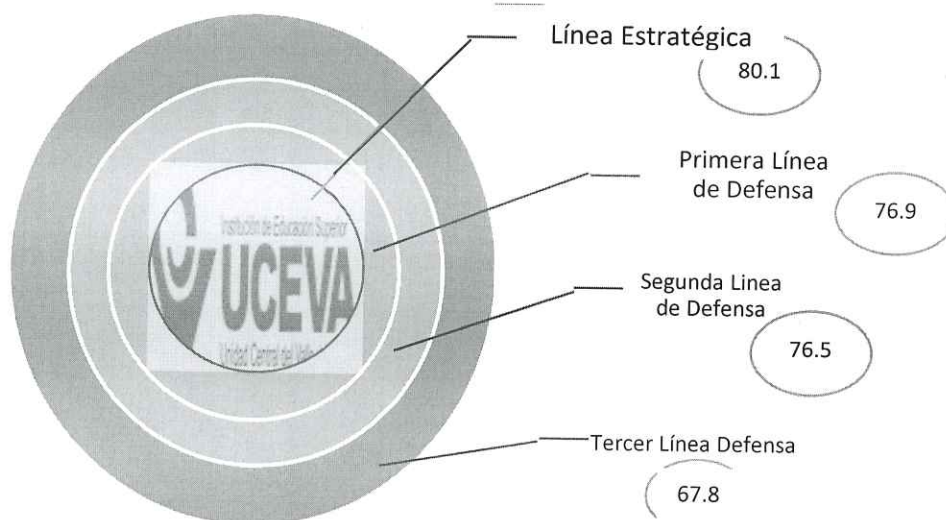 Línea Estratégica
80.1
Primera Línea
de Defensa
76.9
Institución de Educación Superior
UCEVA
Segunda Linea
de Defensa
76.5
Unidad Central del Valle
Tercer Línea Defensa
67.8